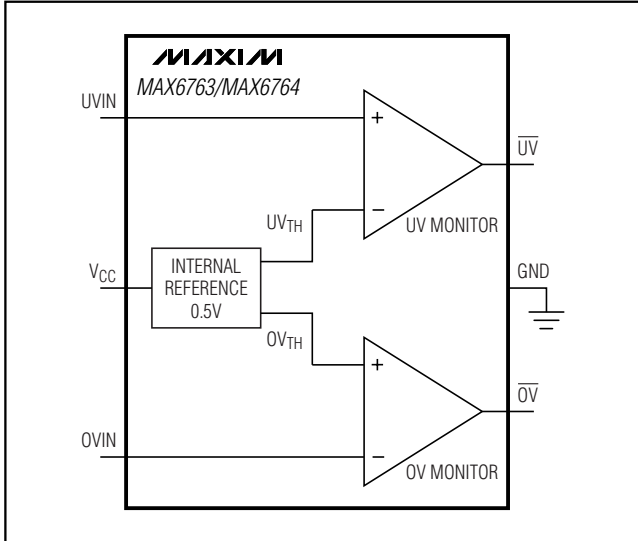 MAXIM
MAX6763/MAX6764
UVIN
+
UV
−
UVTH
UV MONITOR
VCC
INTERNAL
REFERENCE
0.5V
GND
OVTH
+
OV
OVIN
−
OV MONITOR